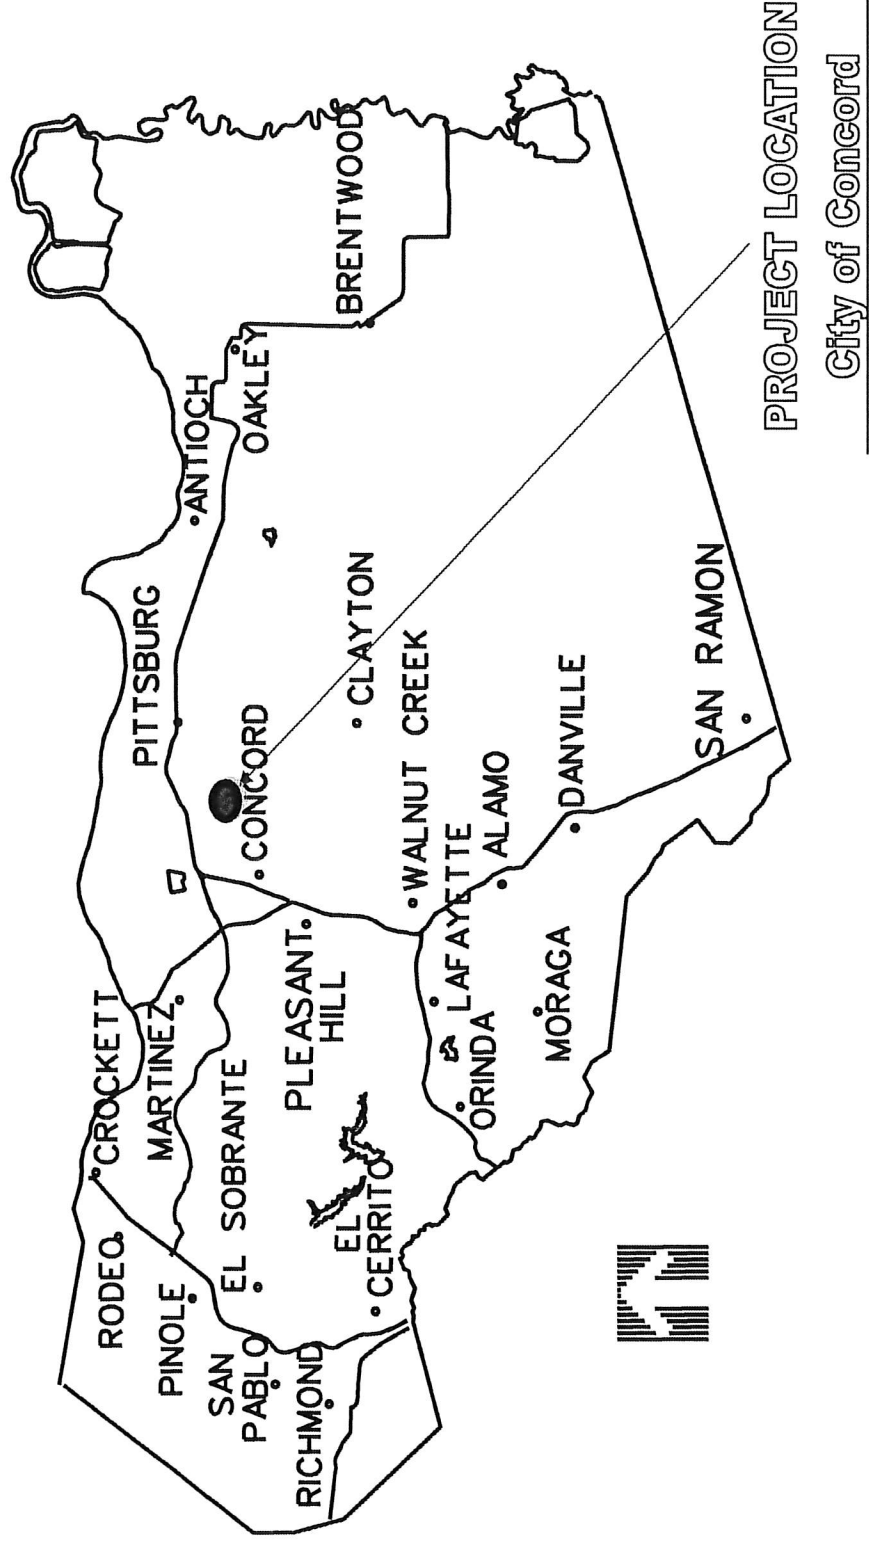 CROCKETT
RODEO
MARTINEZ
PINOLE
EL SOBRANTE
SAN
PABLO
RICHMOND
EL
CERRITO
PLEASANT
HILL
PITTSBURG
ANTIOCH
OAKLEY
BRENTWOOD
CONCORD
CLAYTON
WALNUT CREEK
LAFAYETTE
ORINDA
ALAMO
MORAGA
DANVILLE
SAN RAMON
PROJECT LOCATION
City of Concord